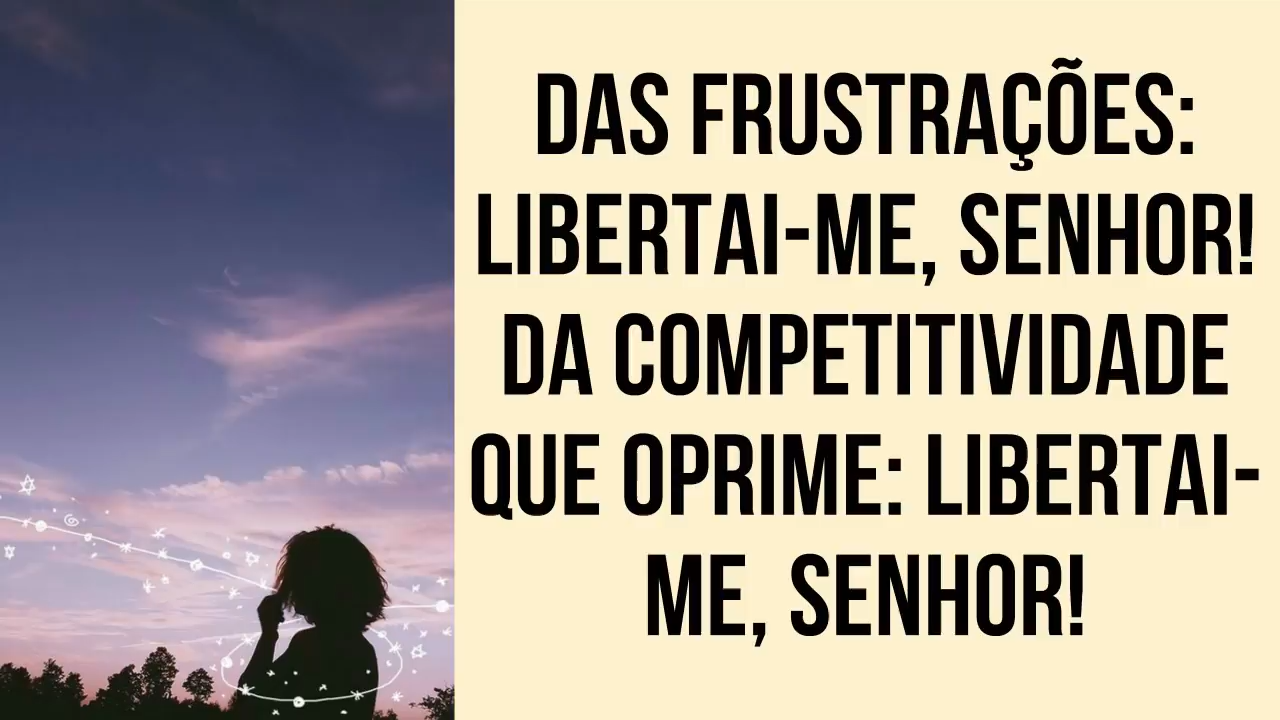 DAS FRUSTRAÇÕES:
LIBERTAI-ME, SENHOR!
DA COMPETITIVIDADE
QUE OPRIME: LIBERTAI-
ME, SENHOR!